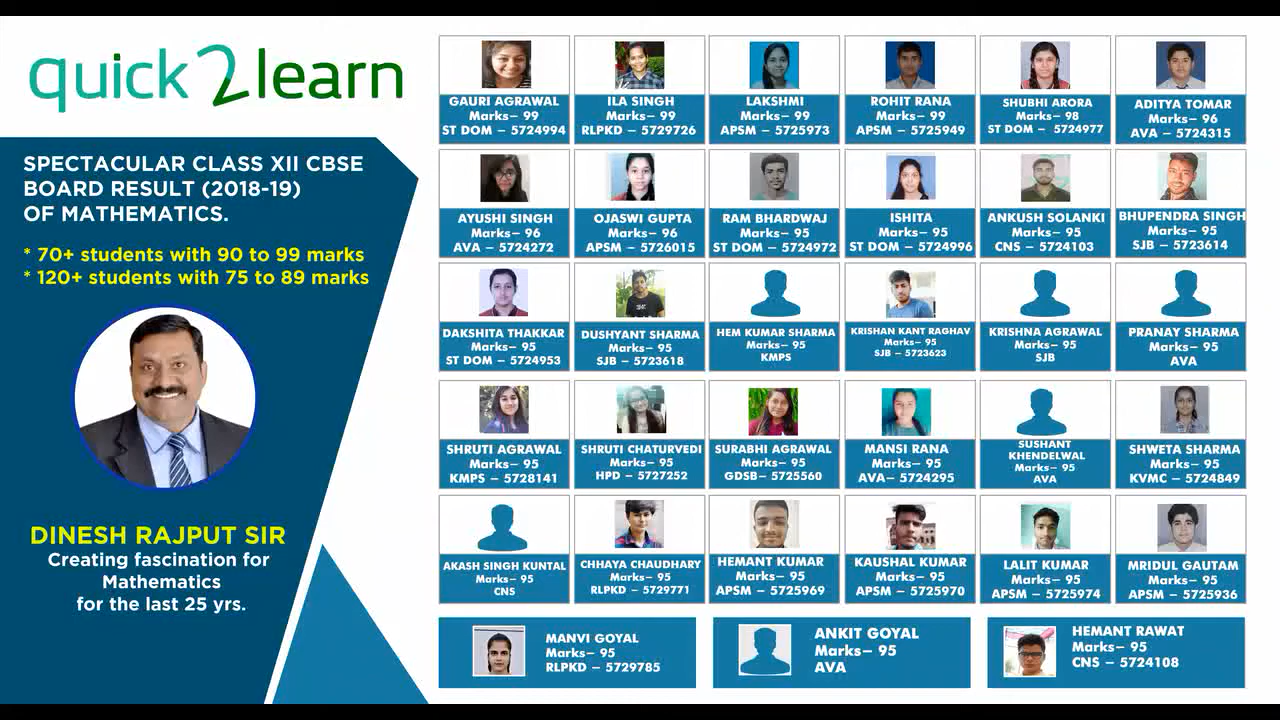 quick2learn
SPECTACULAR CLASS XII CBSE
BOARD RESULT (2018-19)
OF MATHEMATICS.
* 70+ students with 90 to 99 marks
* 120+ students with 75 to 89 marks
DINESH RAJPUT SIR
Creating fascination for
Mathematics
for the last 25 yrs.
GAURI AGRAWAL
Marks– 99
ST DOM – 5724994
ILA SINGH
Marks– 99
RLPKD – 5729726
LAKSHMI
Marks– 99
APSM – 5725973
ROHIT RANA
Marks– 99
APSM – 5725949
SHUBHI ARORA
Marks– 98
ST DOM – 5724977
ADITYA TOMAR
Marks– 96
AVA – 5724315
AYUSHI SINGH
Marks– 96
AVA – 5724272
OJASWI GUPTA
Marks– 96
APSM – 5726015
RAM BHARDWAJ
Marks– 95
ST DOM – 5724972
ISHITA
Marks– 95
ST DOM – 5724996
ANKUSH SOLANKI
Marks– 95
CNS – 5724103
BHUPENDRA SINGH
Marks– 95
SJB – 5723614
DAKSHITA THAKKAR
Marks– 95
ST DOM – 5724953
DUSHYANT SHARMA
Marks– 95
SJB – 5723618
HEM KUMAR SHARMA
Marks– 95
KMPS
KRISHAN KANT RAGHAV
Marks– 95
SJB – 5723623
KRISHNA AGRAWAL
Marks– 95
SJB
PRANAY SHARMA
Marks– 95
AVA
SHRUTI AGRAWAL
Marks– 95
KMPS – 5728141
SHRUTI CHATURVEDI
Marks– 95
HPD – 5727252
SURABHI AGRAWAL
Marks– 95
GDSB– 5725560
MANSI RANA
Marks– 95
AVA– 5724295
SUSHANT
KHENDELWAL
Marks– 95
AVA
SHWETA SHARMA
Marks– 95
KVMC – 5724849
AKASH SINGH KUNTAL
Marks– 95
CNS
CHHAYA CHAUDHARY
Marks– 95
RLPKD – 5729771
HEMANT KUMAR
Marks– 95
APSM – 5725969
KAUSHAL KUMAR
Marks– 95
APSM – 5725970
LALIT KUMAR
Marks– 95
APSM – 5725974
MRIDUL GAUTAM
Marks– 95
APSM – 5725936
MANVI GOYAL
Marks– 95
RLPKD – 5729785
ANKIT GOYAL
Marks– 95
AVA
HEMANT RAWAT
Marks– 95
CNS – 5724108